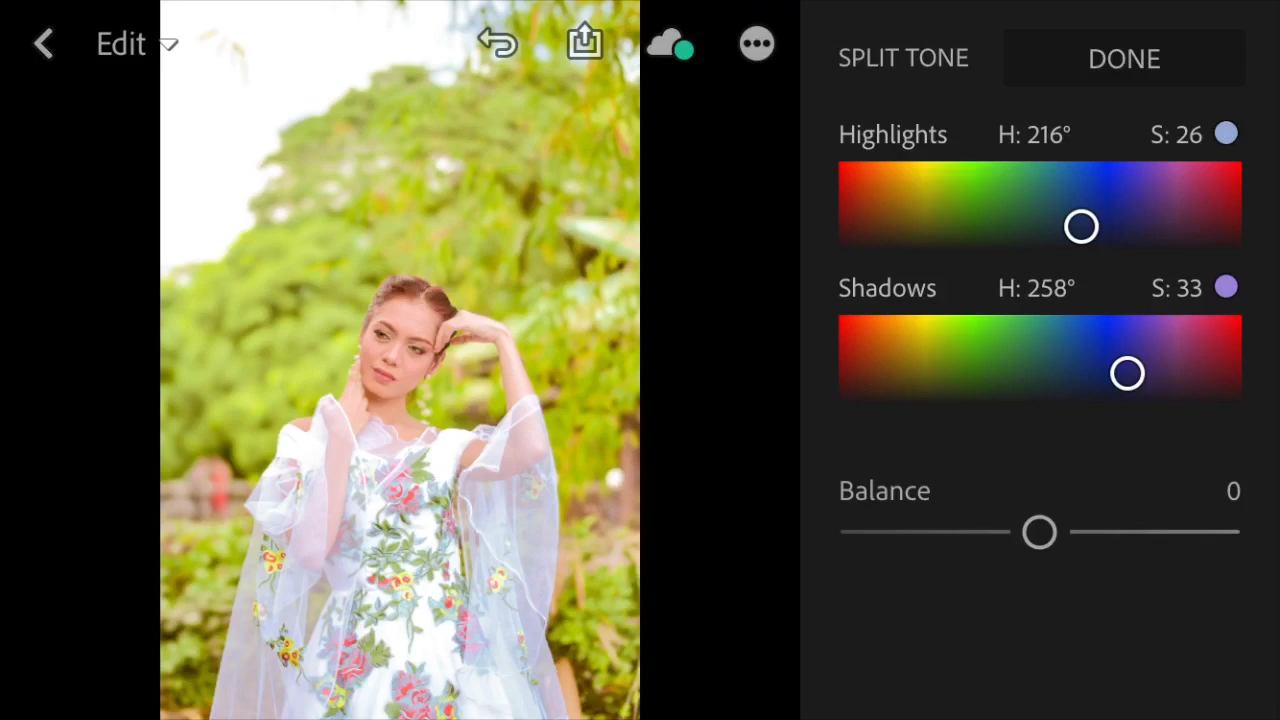 Edit
SPLIT TONE
DONE
Highlights H: 216° S: 26
Shadows H: 258° S: 33
Balance 0